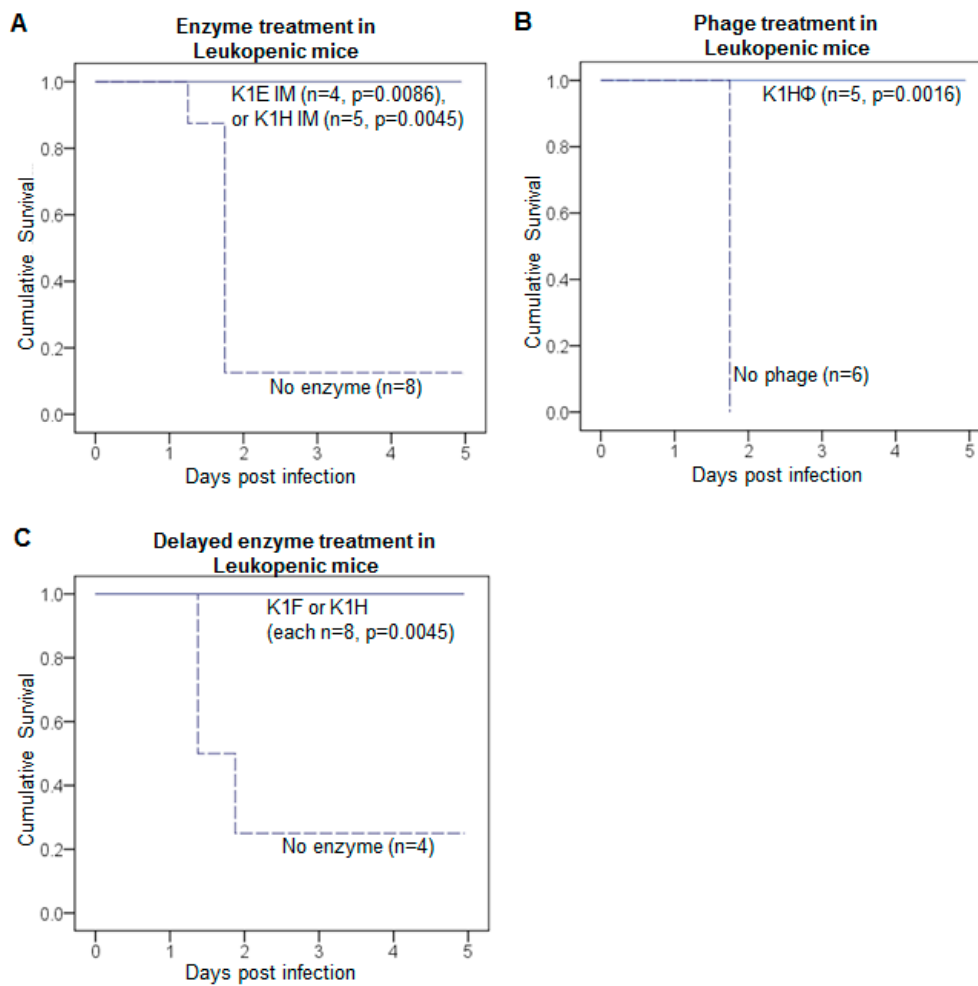 A
Enzyme treatment in
Leukopenic mice
1.0
0.8
0.6
0.4
0.2
0.0
Cumulative Survival
K1E IM (n=4, p=0.0086),
or K1H IM (n=5, p=0.0045)
No enzyme (n=8)
0 1 2 3 4 5
Days post infection
B
Phage treatment in
Leukopenic mice
1.0
0.8
0.6
0.4
0.2
0.0
Cumulative Survival
K1HΦ (n=5, p=0.0016)
No phage (n=6)
0 1 2 3 4 5
Days post infection
C
Delayed enzyme treatment in
Leukopenic mice
1.0
0.8
0.6
0.4
0.2
0.0
Cumulative Survival
K1F or K1H
(each n=8, p=0.0045)
No enzyme (n=4)
0 1 2 3 4 5
Days post infection